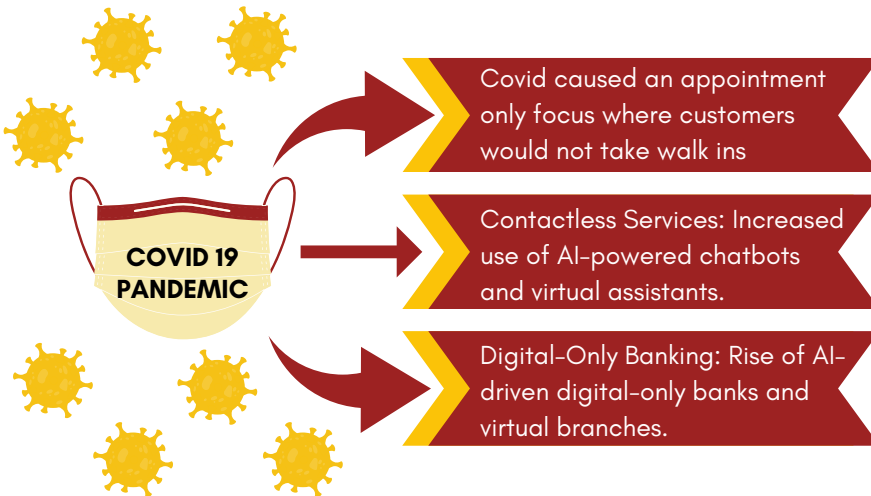 COVID 19
PANDEMIC
Covid caused an appointment
only focus where customers
would not take walk ins
Contactless Services: Increased
use of AI-powered chatbots
and virtual assistants.
Digital-Only Banking: Rise of AI-
driven digital-only banks and
virtual branches.